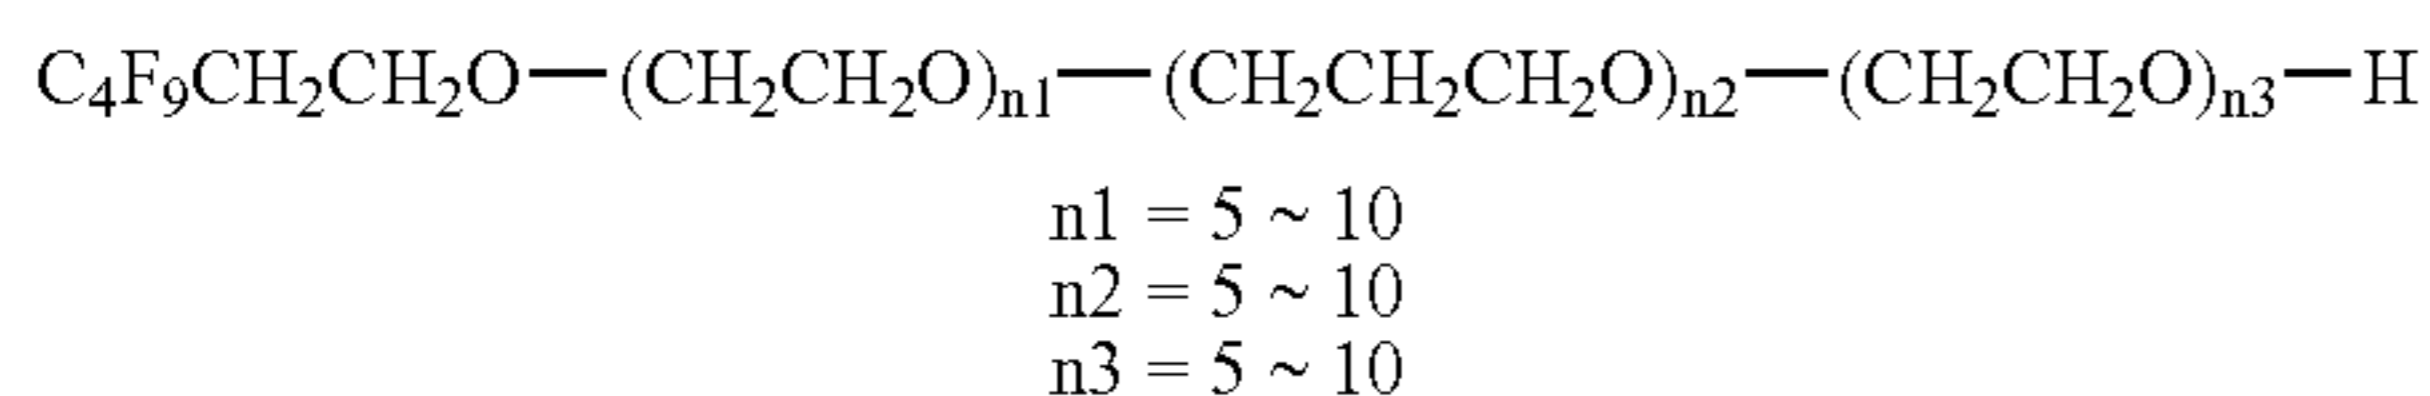 C₄F₉CH₂CH₂O—(CH₂CH₂O)ₙ₁—(CH₂CH₂CH₂O)ₙ₂—(CH₂CH₂O)ₙ₃—H
n1 = 5 ~ 10
n2 = 5 ~ 10
n3 = 5 ~ 10